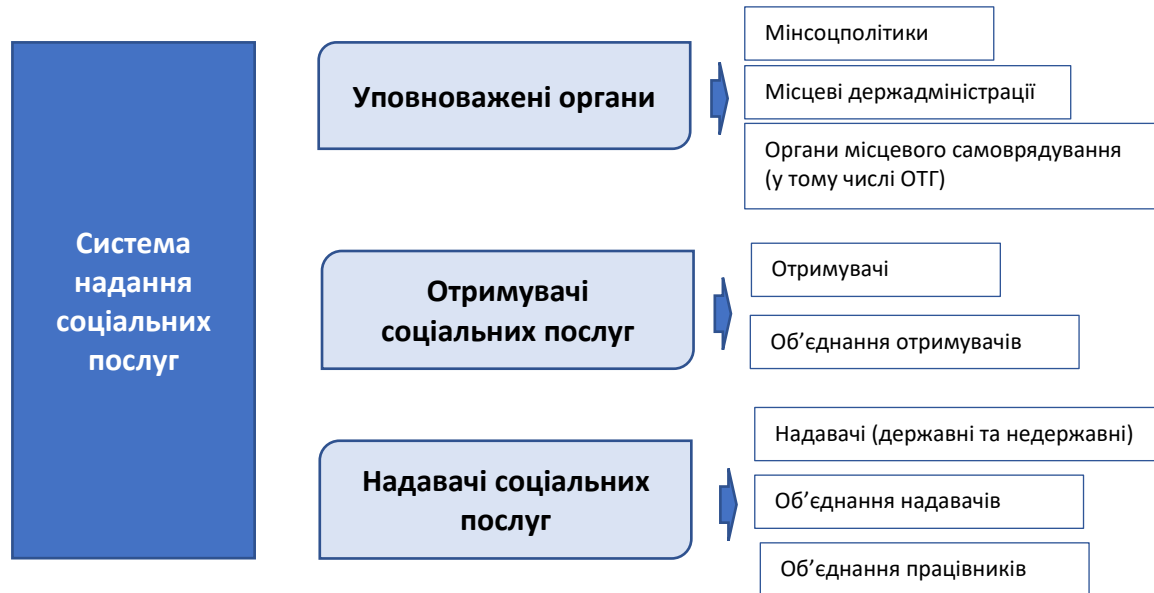 Система
надання
соціальних
послуг
Уповноважені органи
Мінсоцполітики
Місцеві держадміністрації
Органи місцевого самоврядування
(у тому числі ОТГ)
Отримувачі
соціальних послуг
Отримувачі
Об’єднання отримувачів
Надавачі соціальних
послуг
Надавачі (державні та недержавні)
Об’єднання надавачів
Об’єднання працівників